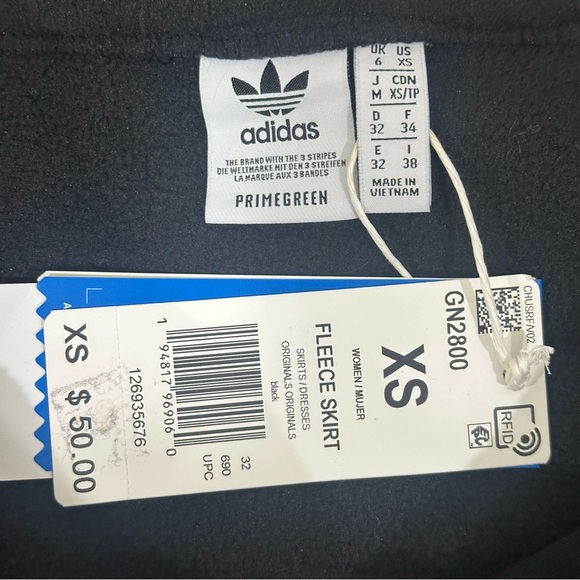 adidas
THE BRAND WITH THE 3 STRIPES
DIE WELTMARKE MIT DEN 3 STREIFEN
LA MARQUE AUX 3 BANDES
PRIMEGREEN
UK US
6 XS
J CDN
M XS/TP
D F
32 34
E I
32 38
MADE IN
VIETNAM
CHUSRFA/02
GN2800
XS
WOMEN / MUJER
FLEECE SKIRT
SKIRTS / DRESSES
ORIGINALS ORIGINALS
black
RFID
32
690
UPC
1 94817 96906 0
126935676
XS $ 50.00